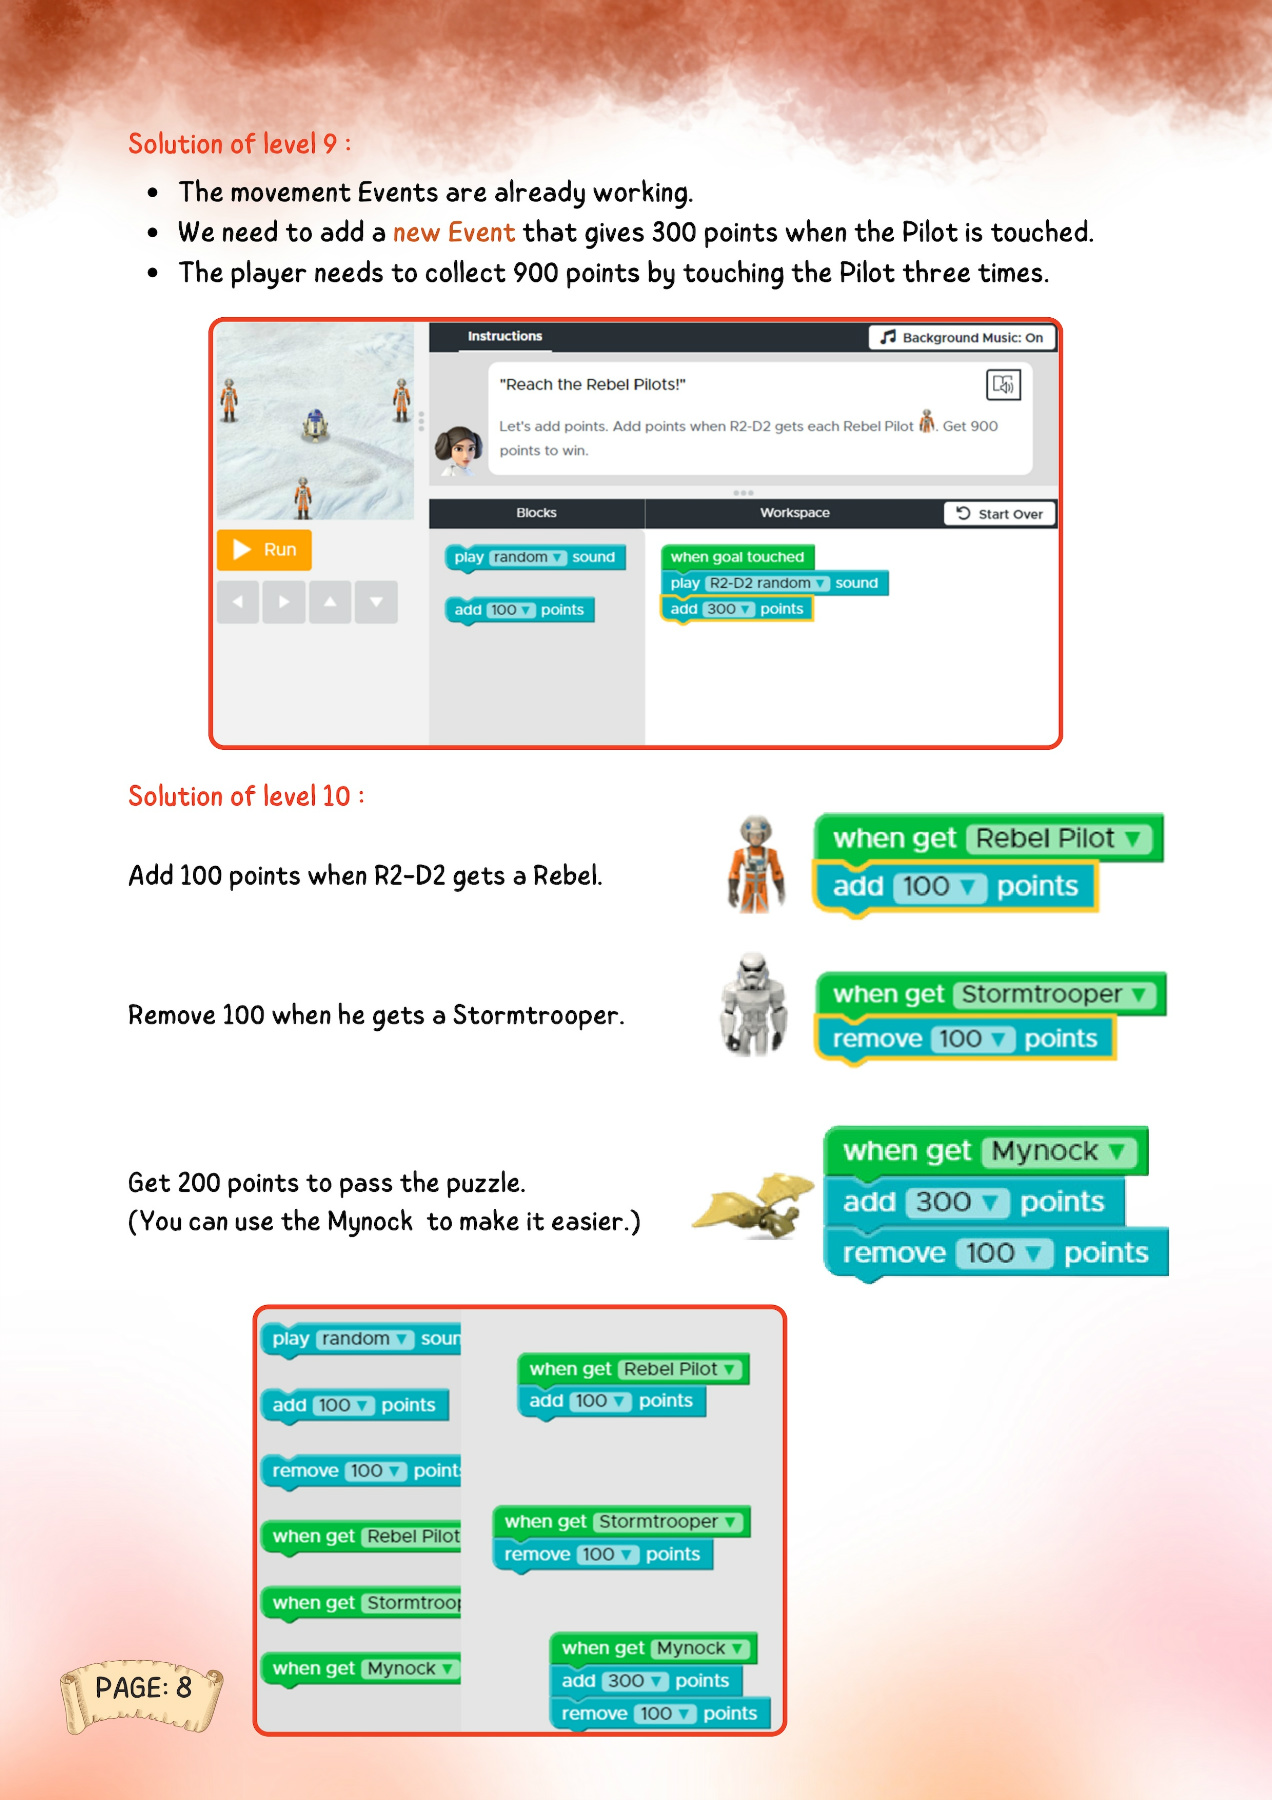 Solution of level 9 :
• The movement Events are already working.
• We need to add a new Event that gives 300 points when the Pilot is touched.
• The player needs to collect 900 points by touching the Pilot three times.
Instructions
Background Music: On
"Reach the Rebel Pilots!"
Let's add points. Add points when R2-D2 gets each Rebel Pilot . Get 900
points to win.
Blocks
Workspace
Start Over
Run
play random sound
add 100 points
when goal touched
play R2-D2 random sound
add 300 points
Solution of level 10 :
Add 100 points when R2-D2 gets a Rebel.
when get Rebel Pilot
add 100 points
Remove 100 when he gets a Stormtrooper.
when get Stormtrooper
remove 100 points
Get 200 points to pass the puzzle.
(You can use the Mynock to make it easier.)
when get Mynock
add 300 points
remove 100 points
play random soun
add 100 points
remove 100 point
when get Rebel Pilot
when get Stormtroop
when get Mynock
when get Rebel Pilot
add 100 points
when get Stormtrooper
remove 100 points
when get Mynock
add 300 points
remove 100 points
PAGE: 8